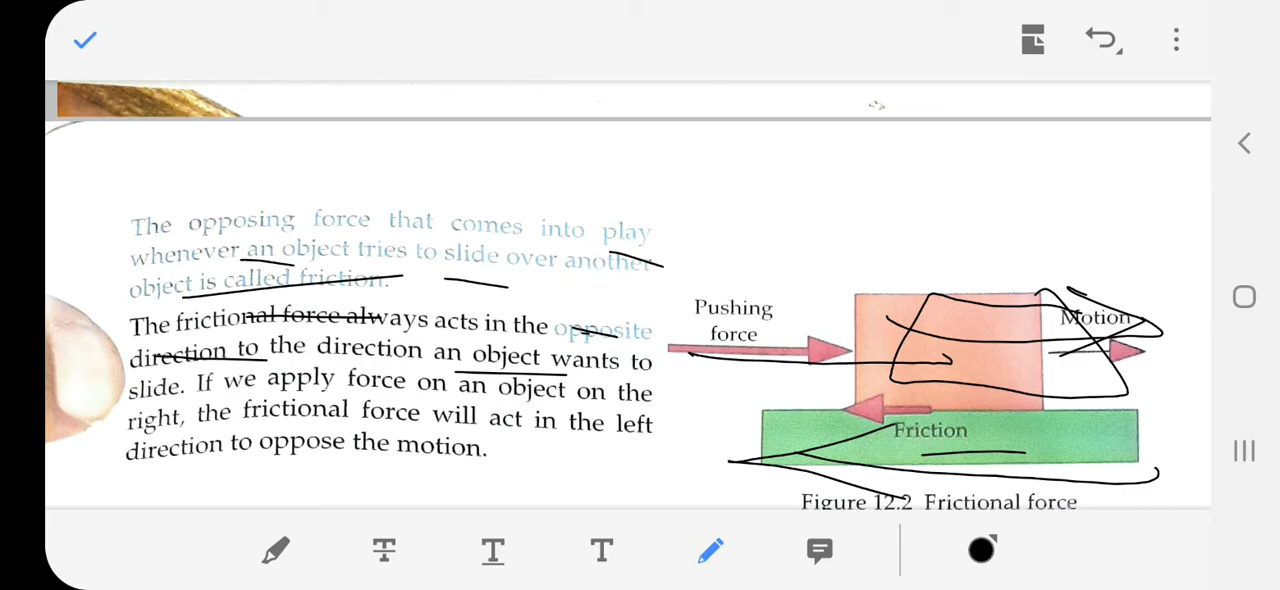 The opposing force that comes into play
whenever an object tries to slide over another
object is called friction.
The frictional force always acts in the opposite
direction to the direction an object wants to
slide. If we apply force on an object on the
right, the frictional force will act in the left
direction to oppose the motion.
Pushing
force
Motion
Friction
Figure 12.2 Frictional force